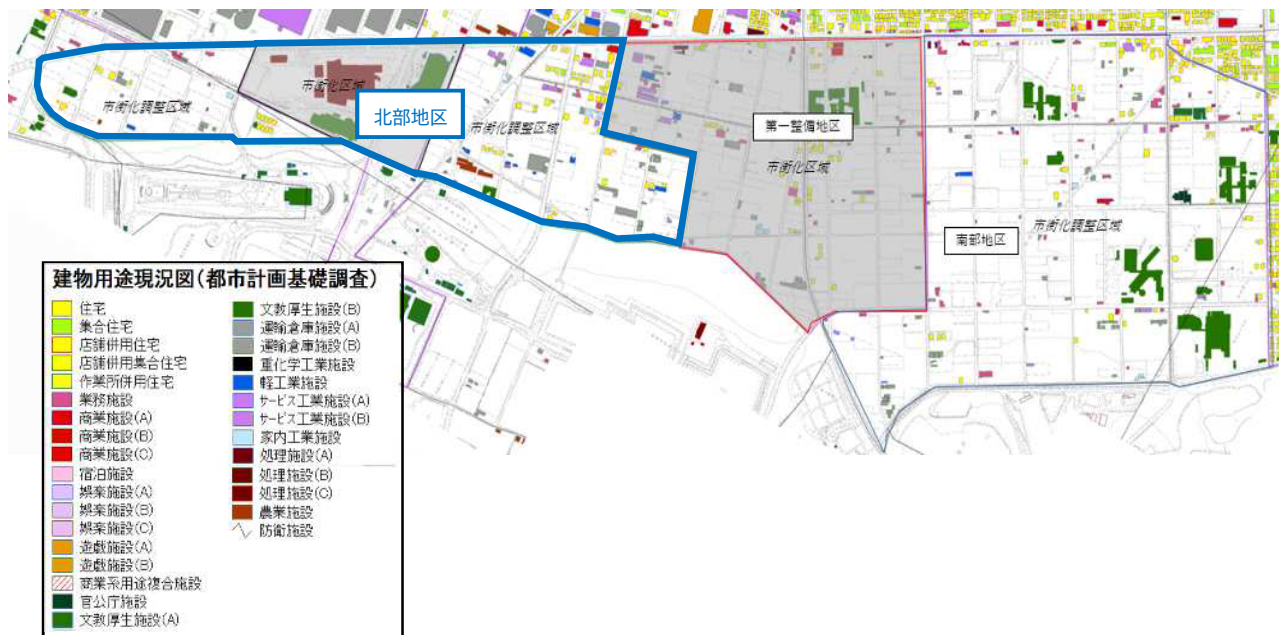 市街化調整区域
市街化区域
北部地区
市街化調整区域
第一整備地区
市街化区域
南部地区
市街化調整区域
建物用途現況図(都市計画基礎調査)
住宅
集合住宅
店舗併用住宅
店舗併用集合住宅
作業所併用住宅
業務施設
商業施設(A)
商業施設(B)
商業施設(C)
宿泊施設
娯楽施設(A)
娯楽施設(B)
娯楽施設(C)
遊戯施設(A)
遊戯施設(B)
商業系用途複合施設
官公庁施設
文教厚生施設(A)
文教厚生施設(B)
運輸倉庫施設(A)
運輸倉庫施設(B)
重化学工業施設
軽工業施設
サービス工業施設(A)
サービス工業施設(B)
家内工業施設
処理施設(A)
処理施設(B)
処理施設(C)
農業施設
防衛施設